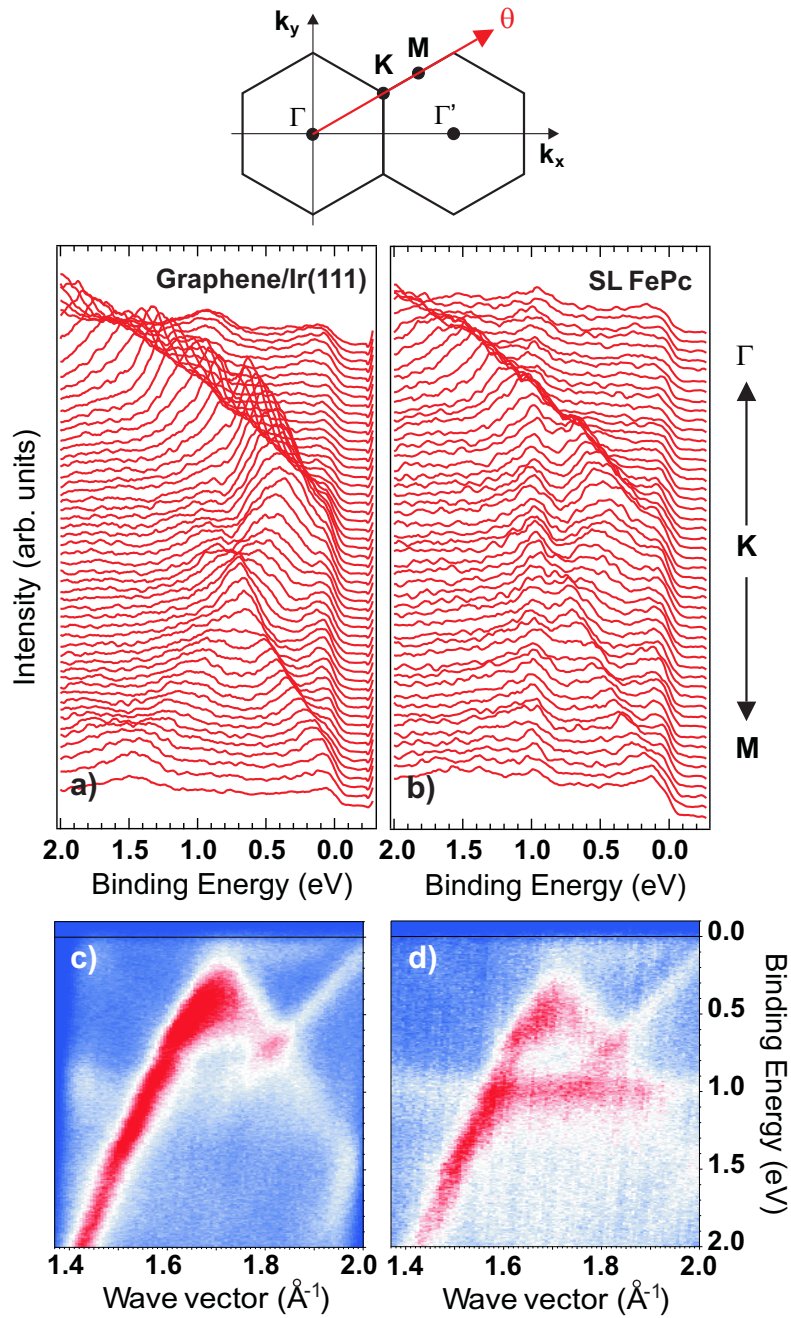 k_y
θ
M
K
Γ
Γ'
k_x
Graphene/Ir(111)
SL FePc
Intensity (arb. units)
Γ
K
M
a)
b)
2.0 1.5 1.0 0.5 0.0
2.0 1.5 1.0 0.5 0.0
Binding Energy (eV)
Binding Energy (eV)
c)
d)
0.0
0.5
1.0
1.5
2.0
Binding Energy (eV)
1.4 1.6 1.8 2.0
1.4 1.6 1.8 2.0
Wave vector (Å⁻¹)
Wave vector (Å⁻¹)